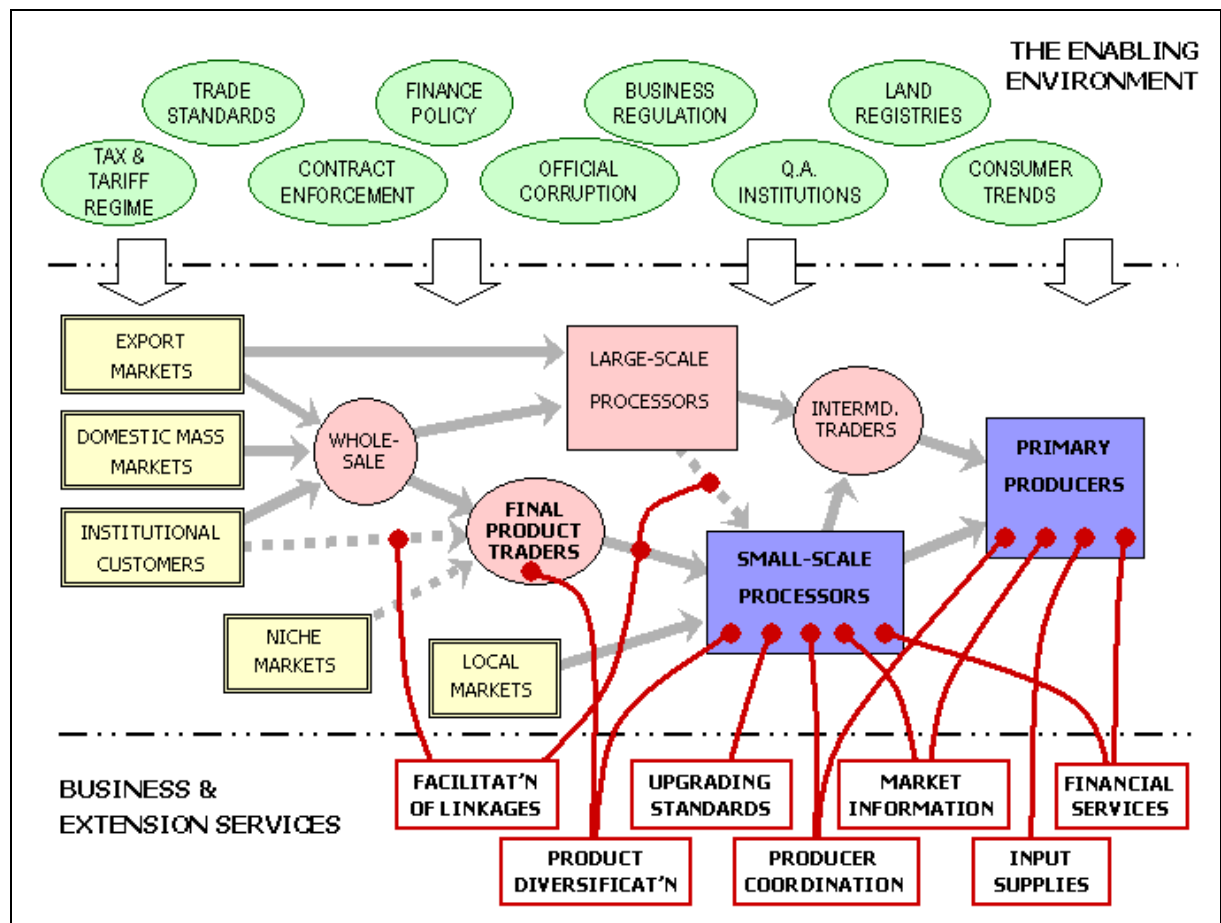 THE ENABLING
ENVIRONMENT
TRADE
STANDARDS
FINANCE
POLICY
BUSINESS
REGULATION
LAND
REGISTRIES
TAX &
TARIFF
REGIME
CONTRACT
ENFORCEMENT
OFFICIAL
CORRUPTION
Q.A.
INSTITUTIONS
CONSUMER
TRENDS
EXPORT
MARKETS
DOMESTIC MASS
MARKETS
INSTITUTIONAL
CUSTOMERS
NICHE
MARKETS
LOCAL
MARKETS
WHOLE-
SALE
FINAL
PRODUCT
TRADERS
LARGE-SCALE
PROCESSORS
SMALL-SCALE
PROCESSORS
INTERMD.
TRADERS
PRIMARY
PRODUCERS
BUSINESS &
EXTENSION SERVICES
FACILITAT'N
OF LINKAGES
UPGRADING
STANDARDS
MARKET
INFORMATION
FINANCIAL
SERVICES
PRODUCT
DIVERSIFICAT'N
PRODUCER
COORDINATION
INPUT
SUPPLIES